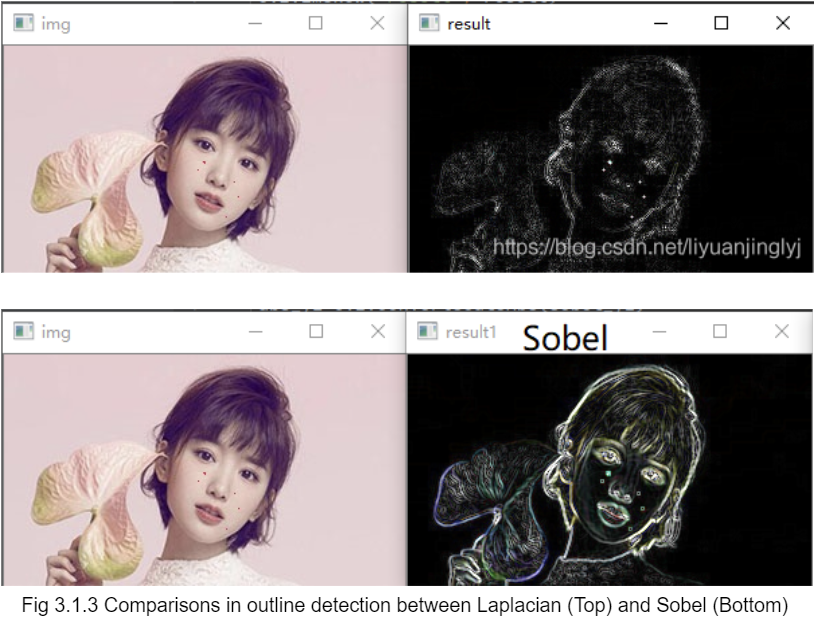 img
result
https://blog.csdn.net/liyuanjinglyj
img
result1
Sobel
Fig 3.1.3 Comparisons in outline detection between Laplacian (Top) and Sobel (Bottom)